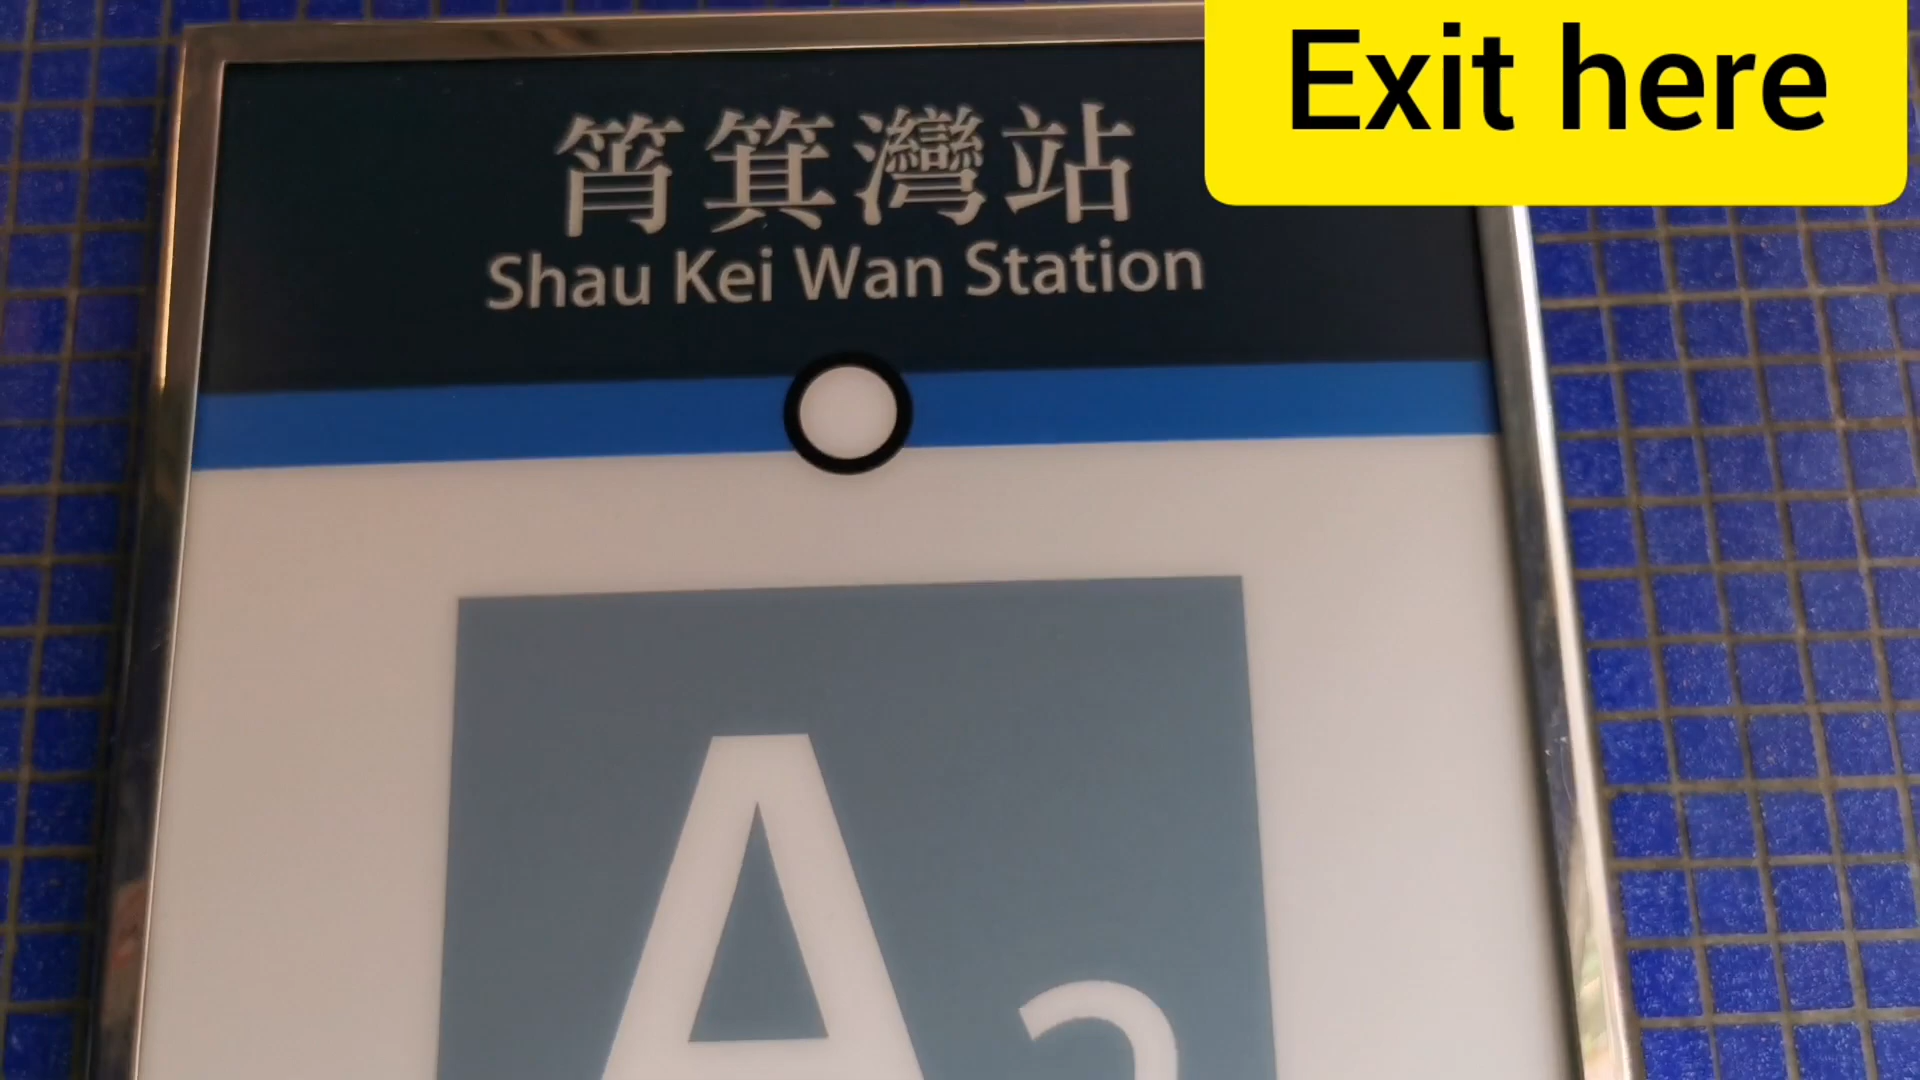 Exit here
筲箕灣站
Shau Kei Wan Station
A